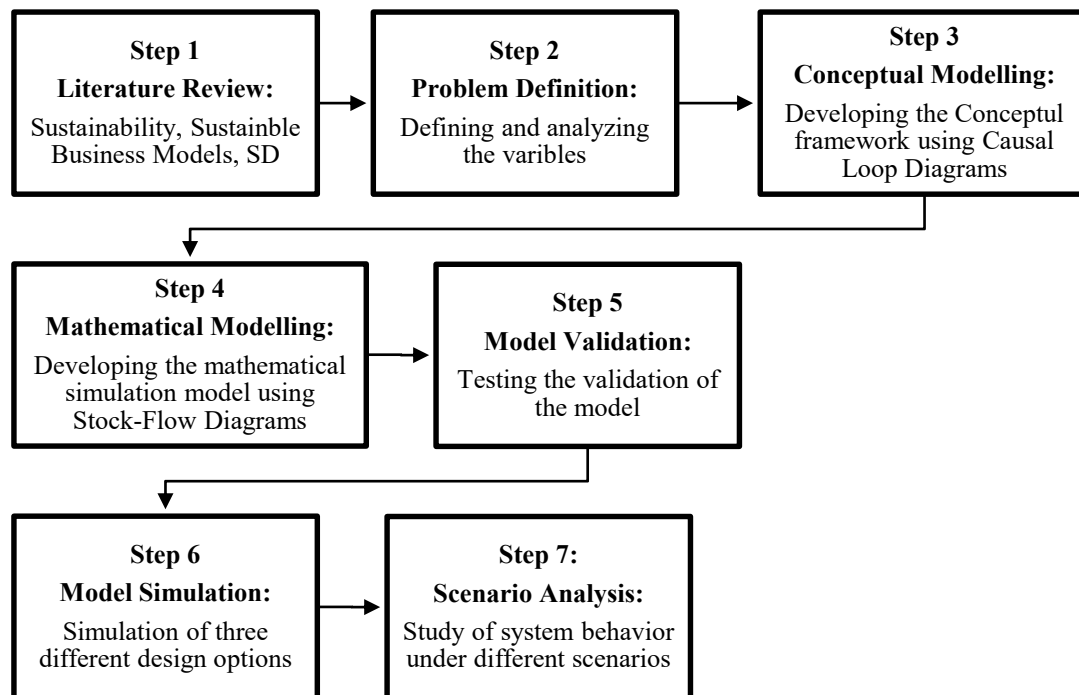 Step 1
Literature Review:
Sustainability, Sustainble
Business Models, SD
Step 2
Problem Definition:
Defining and analyzing
the varibles
Step 3
Conceptual Modelling:
Developing the Conceptul
framework using Causal
Loop Diagrams
Step 4
Mathematical Modelling:
Developing the mathematical
simulation model using
Stock-Flow Diagrams
Step 5
Model Validation:
Testing the validation of
the model
Step 6
Model Simulation:
Simulation of three
different design options
Step 7:
Scenario Analysis:
Study of system behavior
under different scenarios